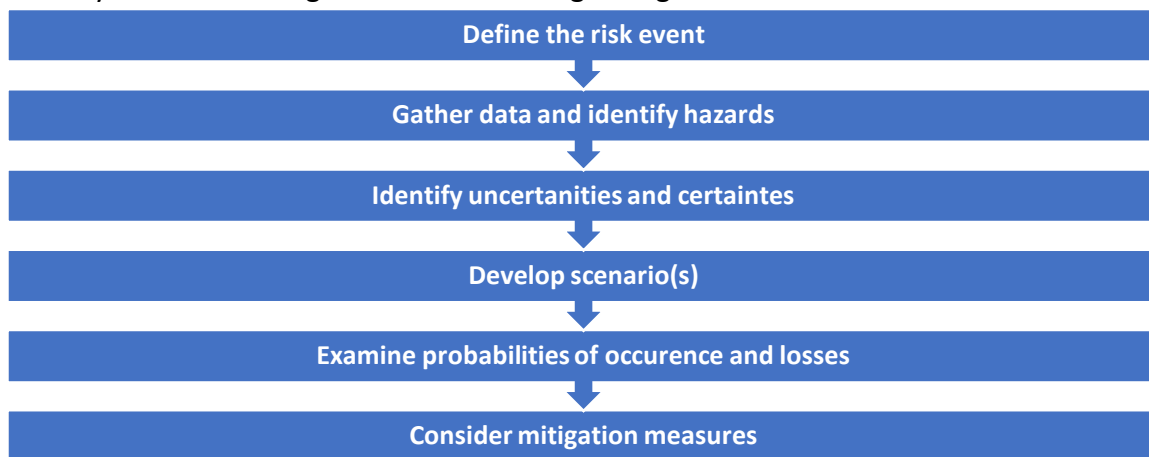 Define the risk event
Gather data and identify hazards
Identify uncertanities and certaintes
Develop scenario(s)
Examine probabilities of occurence and losses
Consider mitigation measures